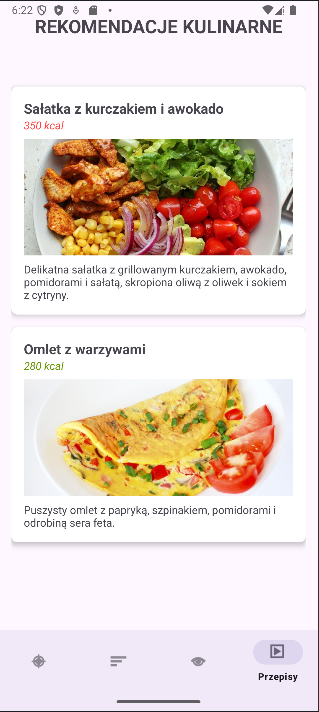 6:22
REKOMENDACJE KULINARNE
Sałatka z kurczakiem i awokado
350 kcal
Delikatna sałatka z grillowanym kurczakiem, awokado,
pomidorami i sałatą, skropiona oliwą z oliwek i sokiem
z cytryny.
Omlet z warzywami
280 kcal
Puszysty omlet z papryką, szpinakiem, pomidorami i
odrobiną sera feta.
Przepisy